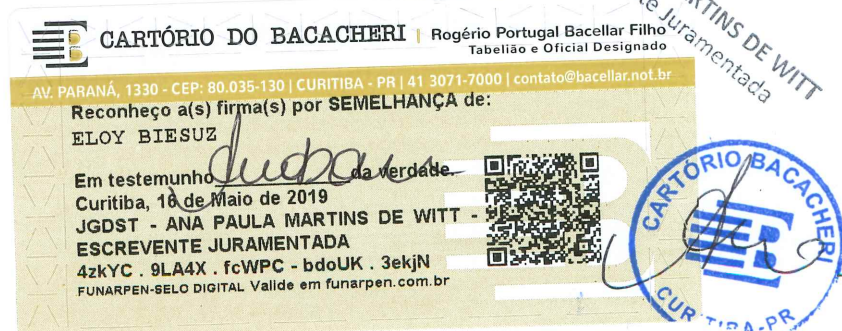 CARTÓRIO DO BACACHERI | Rogério Portugal Bacellar Filho
Tabelião e Oficial Designado
AV. PARANÁ, 1330 - CEP: 80.035-130 | CURITIBA - PR | 41 3071-7000 | contato@bacellar.not.br
Reconheço a(s) firma(s) por SEMELHANÇA de:
ELOY BIESUZ
Em testemunho da verdade.
Curitiba, 16 de Maio de 2019
JGDST - ANA PAULA MARTINS DE WITT -
ESCREVENTE JURAMENTADA
4zkYC . 9LA4X . fcWPC - bdoUK . 3ekjN
FUNARPEN-SELO DIGITAL Valide em funarpen.com.br
MARTINS DE WITT
te Juramentada
CARTÓRIO BACACHERI
CURITIBA-PR